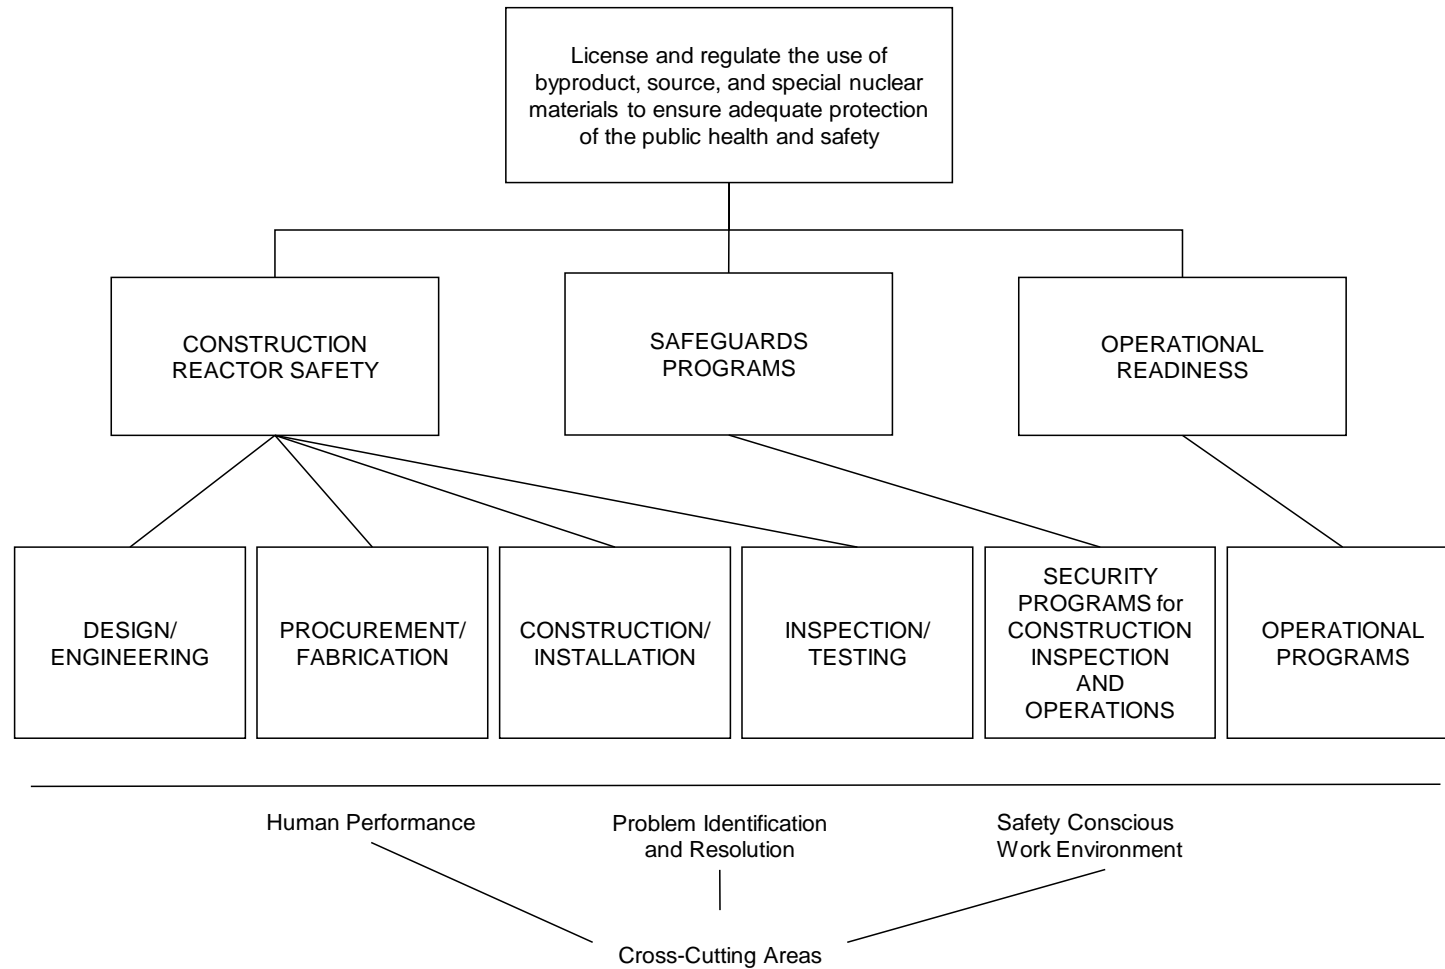 License and regulate the use of
byproduct, source, and special nuclear
materials to ensure adequate protection
of the public health and safety
CONSTRUCTION
REACTOR SAFETY
SAFEGUARDS
PROGRAMS
OPERATIONAL
READINESS
DESIGN/
ENGINEERING
PROCUREMENT/
FABRICATION
CONSTRUCTION/
INSTALLATION
INSPECTION/
TESTING
SECURITY
PROGRAMS for
CONSTRUCTION
INSPECTION
AND
OPERATIONS
OPERATIONAL
PROGRAMS
Human Performance
Problem Identification
and Resolution
Safety Conscious
Work Environment
Cross-Cutting Areas